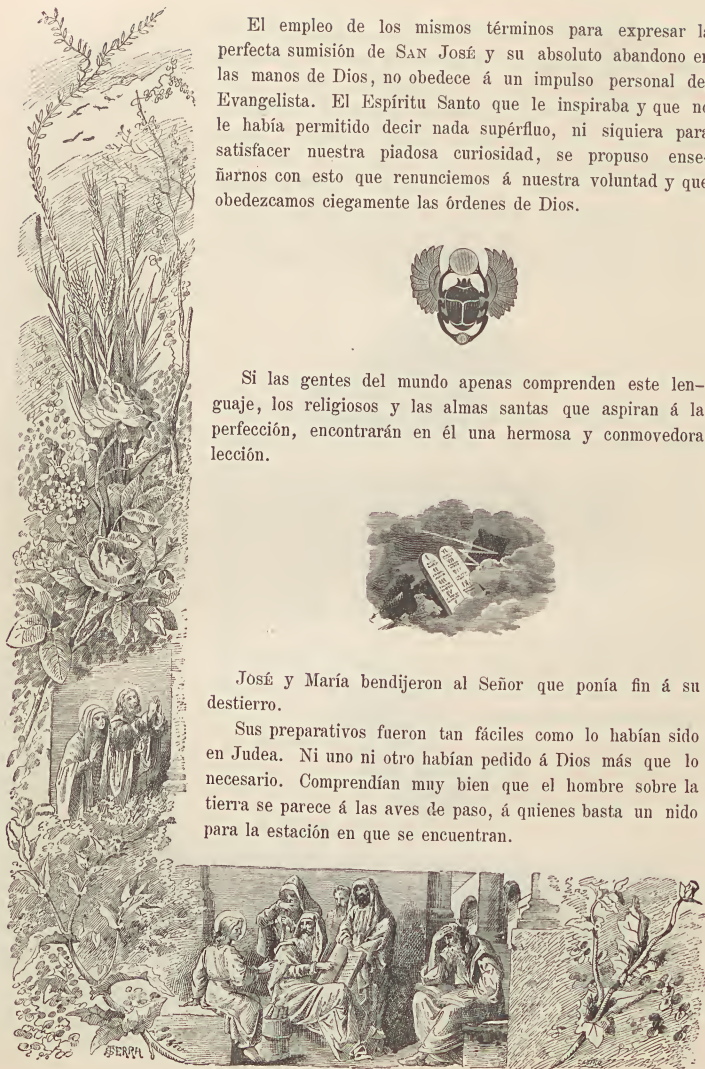 El empleo de los mismos términos para expresar l
perfecta sumisión de SAN JOSÉ y su absoluto abandono en
las manos de Dios, no obedece á un impulso personal de
Evangelista. El Espíritu Santo que le inspiraba y que no
le había permitido decir nada supérfluo, ni siquiera para
satisfacer nuestra piadosa curiosidad, se propuso ense-
ñarnos con esto que renunciemos á nuestra voluntad y que
obedezcamos ciegamente las órdenes de Dios.
Si las gentes del mundo apenas comprenden este len-
guaje, los religiosos y las almas santas que aspiran á la
perfección, encontrarán en él una hermosa y conmovedora
lección.
JOSÉ y María bendijeron al Señor que ponía fin á su
destierro.
Sus preparativos fueron tan fáciles como lo habían sido
en Judea. Ni uno ni otro habían pedido á Dios más que lo
necesario. Comprendían muy bien que el hombre sobre la
tierra se parece á las aves de paso, á quienes basta un nido
para la estación en que se encuentran.
SERRA